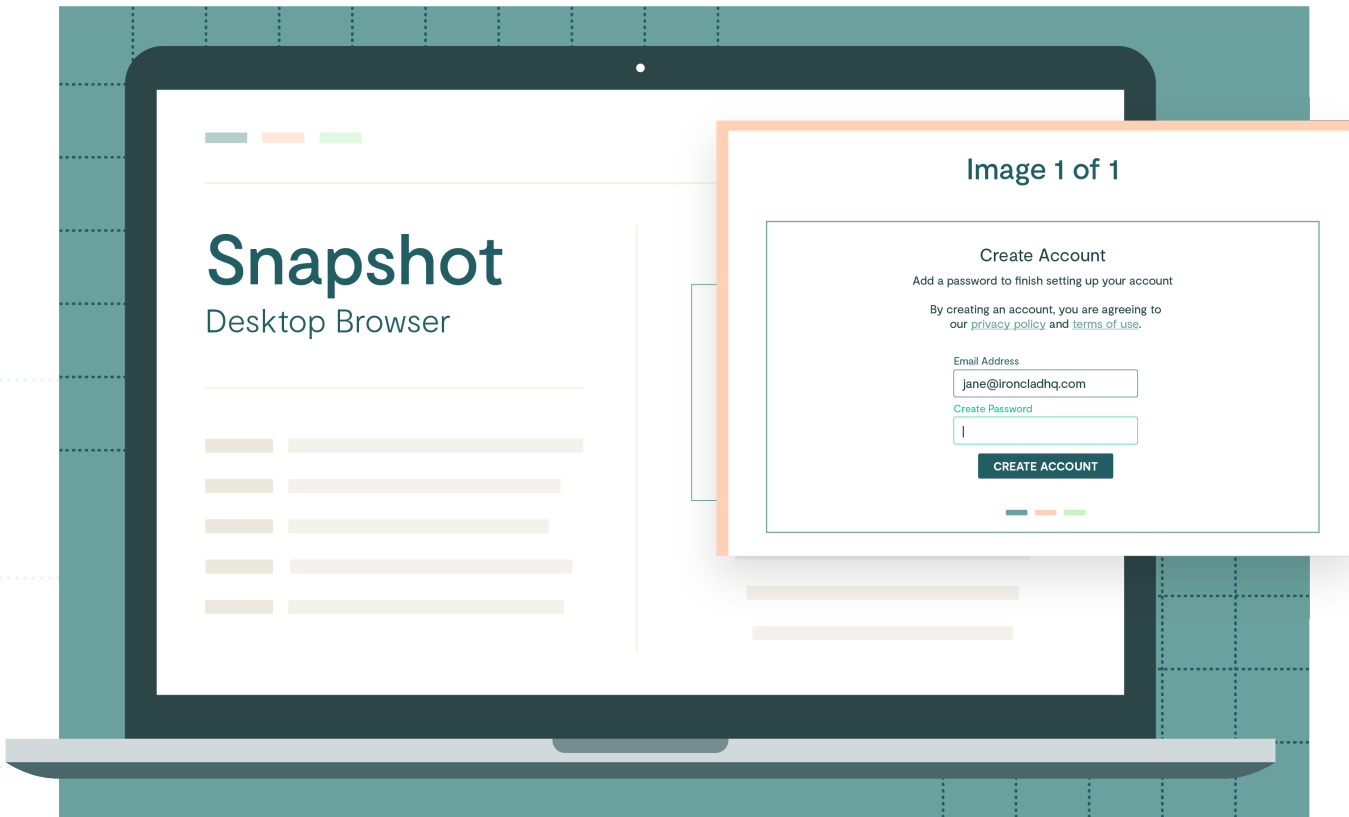 Snapshot
Desktop Browser
Image 1 of 1
Create Account
Add a password to finish setting up your account
By creating an account, you are agreeing to
our privacy policy and terms of use.
Email Address
jane@ironcladhq.com
Create Password
CREATE ACCOUNT